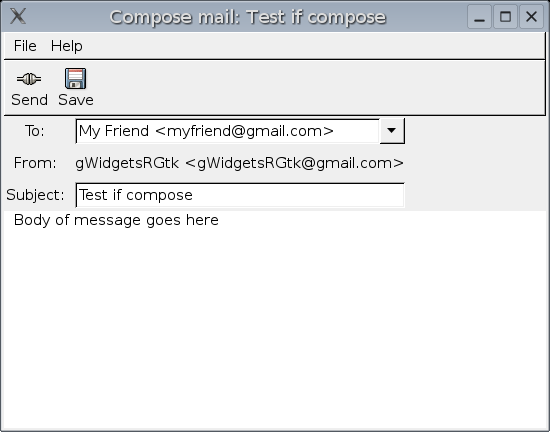 Compose mail: Test if compose
File Help
Send Save
To: My Friend <myfriend@gmail.com>
From: gWidgetsRGtk <gWidgetsRGtk@gmail.com>
Subject: Test if compose
Body of message goes here